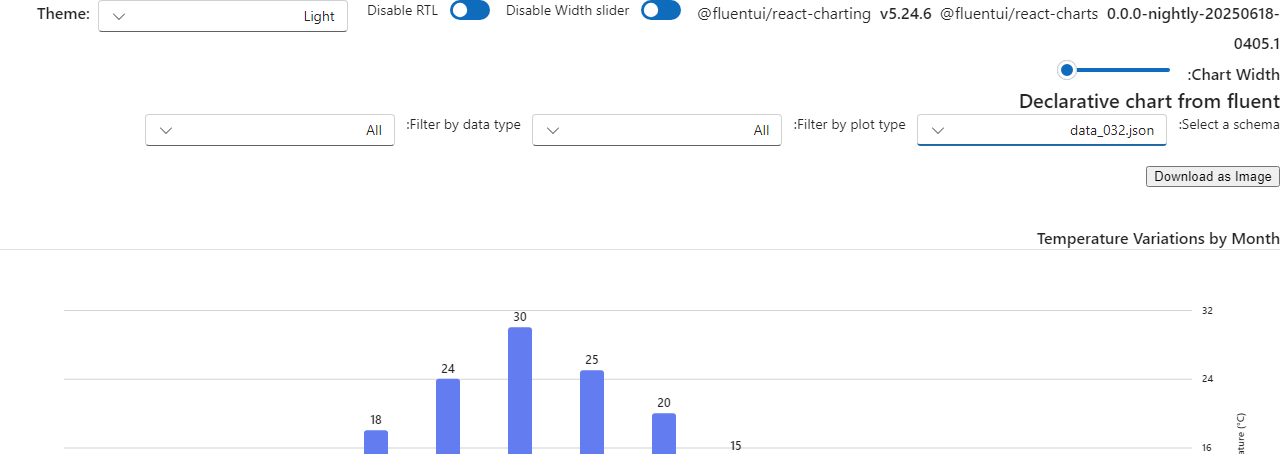 Theme: Light Disable RTL Disable Width slider @fluentui/react-charting v5.24.6 @fluentui/react-charts 0.0.0-nightly-20250618-
0405.1
:Chart Width
Declarative chart from fluent
:Select a schema data_032.json :Filter by plot type All :Filter by data type All
Download as Image
Temperature Variations by Month
32
30
25
24
24
20
18
15
16
ature (°C)